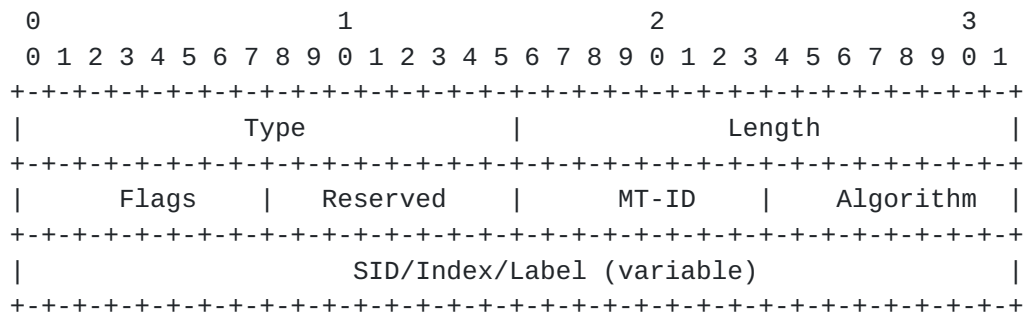 0                   1                   2                   3
 0 1 2 3 4 5 6 7 8 9 0 1 2 3 4 5 6 7 8 9 0 1 2 3 4 5 6 7 8 9 0 1
+-+-+-+-+-+-+-+-+-+-+-+-+-+-+-+-+-+-+-+-+-+-+-+-+-+-+-+-+-+-+-+-+
|              Type             |             Length            |
+-+-+-+-+-+-+-+-+-+-+-+-+-+-+-+-+-+-+-+-+-+-+-+-+-+-+-+-+-+-+-+-+
|      Flags    |   Reserved    |      MT-ID    |    Algorithm  |
+-+-+-+-+-+-+-+-+-+-+-+-+-+-+-+-+-+-+-+-+-+-+-+-+-+-+-+-+-+-+-+-+
|                     SID/Index/Label (variable)                |
+-+-+-+-+-+-+-+-+-+-+-+-+-+-+-+-+-+-+-+-+-+-+-+-+-+-+-+-+-+-+-+-+